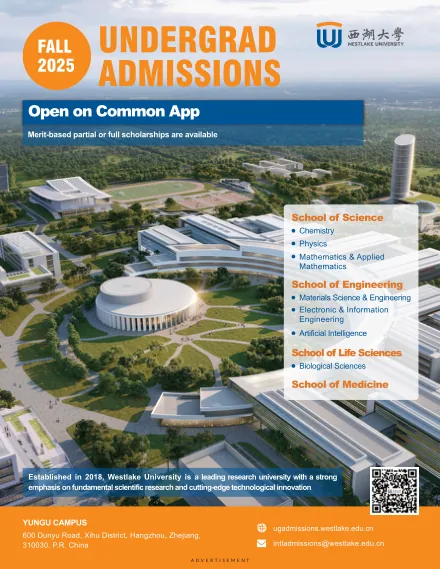 FALL
2025
UNDERGRAD
ADMISSIONS
西湖大學
WESTLAKE UNIVERSITY
Open on Common App
Merit-based partial or full scholarships are available
School of Science
• Chemistry
• Physics
• Mathematics & Applied
Mathematics
School of Engineering
• Materials Science & Engineering
• Electronic & Information
Engineering
• Artificial Intelligence
School of Life Sciences
• Biological Sciences
School of Medicine
Established in 2018, Westlake University is a leading research university with a strong
emphasis on fundamental scientific research and cutting-edge technological innovation
YUNGU CAMPUS
600 Dunyu Road, Xihu District, Hangzhou, Zhejiang,
310030, P.R. China
ugadmissions.westlake.edu.cn
intladmissions@westlake.edu.cn
ADVERTISEMENT